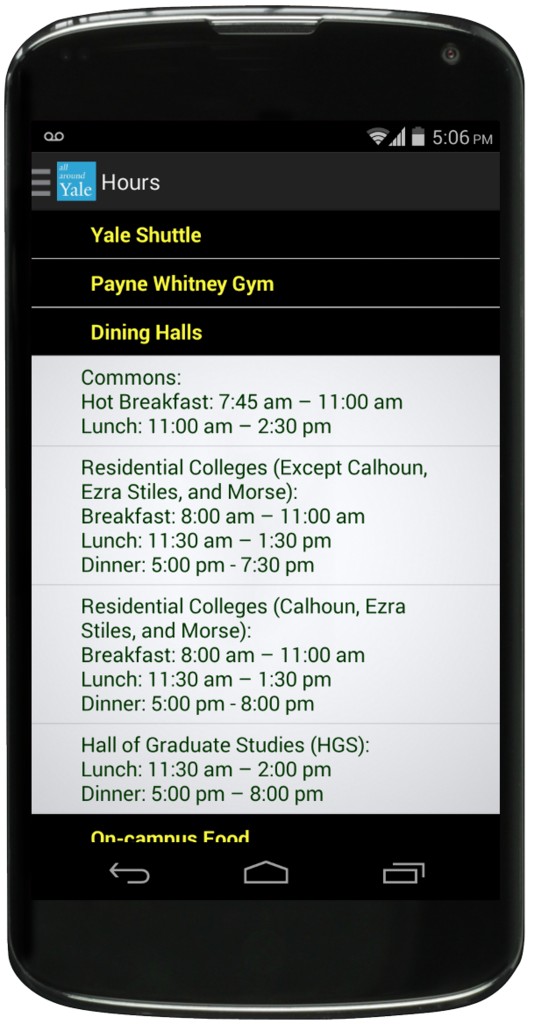 5:06 PM
all
around
Yale
Hours
Yale Shuttle
Payne Whitney Gym
Dining Halls
Commons:
Hot Breakfast: 7:45 am – 11:00 am
Lunch: 11:00 am – 2:30 pm
Residential Colleges (Except Calhoun,
Ezra Stiles, and Morse):
Breakfast: 8:00 am – 11:00 am
Lunch: 11:30 am – 1:30 pm
Dinner: 5:00 pm - 7:30 pm
Residential Colleges (Calhoun, Ezra
Stiles, and Morse):
Breakfast: 8:00 am – 11:00 am
Lunch: 11:30 am – 1:30 pm
Dinner: 5:00 pm - 8:00 pm
Hall of Graduate Studies (HGS):
Lunch: 11:30 am – 2:00 pm
Dinner: 5:00 pm – 8:00 pm
On-campus Food